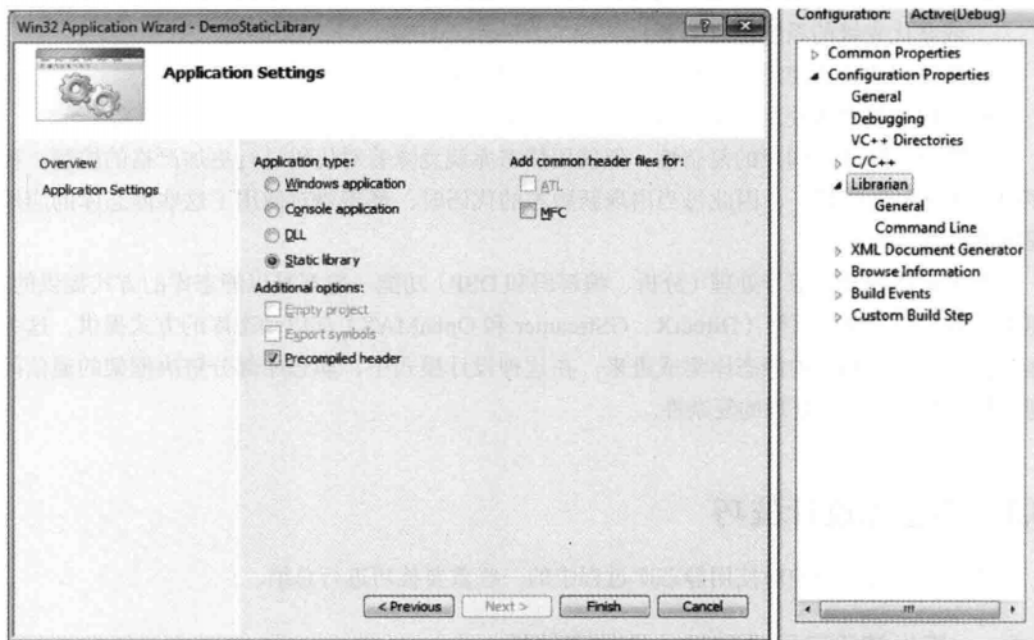 Win32 Application Wizard - DemoStaticLibrary
Application Settings
Overview
Application Settings
Application type:
Windows application
Console application
DLL
Static library
Additional options:
Empty project
Export symbols
Precompiled header
Add common header files for:
ATL
MFC
< Previous
Next >
Finish
Cancel
Configuration:
Active(Debug)
Common Properties
Configuration Properties
General
Debugging
VC++ Directories
C/C++
Librarian
General
Command Line
XML Document Generator
Browse Information
Build Events
Custom Build Step